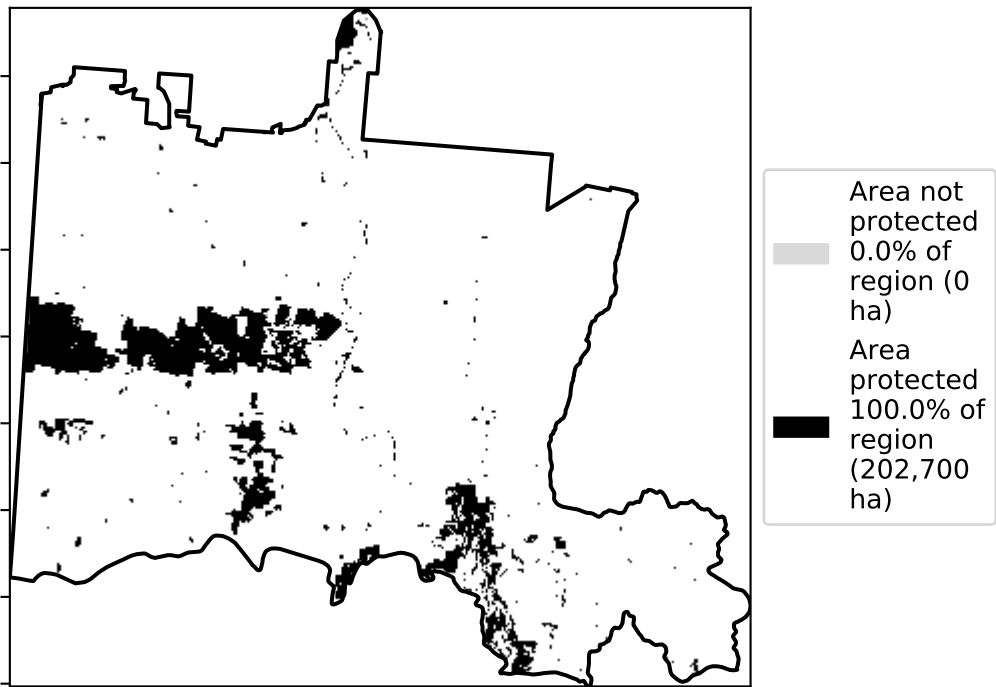 Area not
protected
0.0% of
region (0
ha)
Area
protected
100.0% of
region
(202,700
ha)